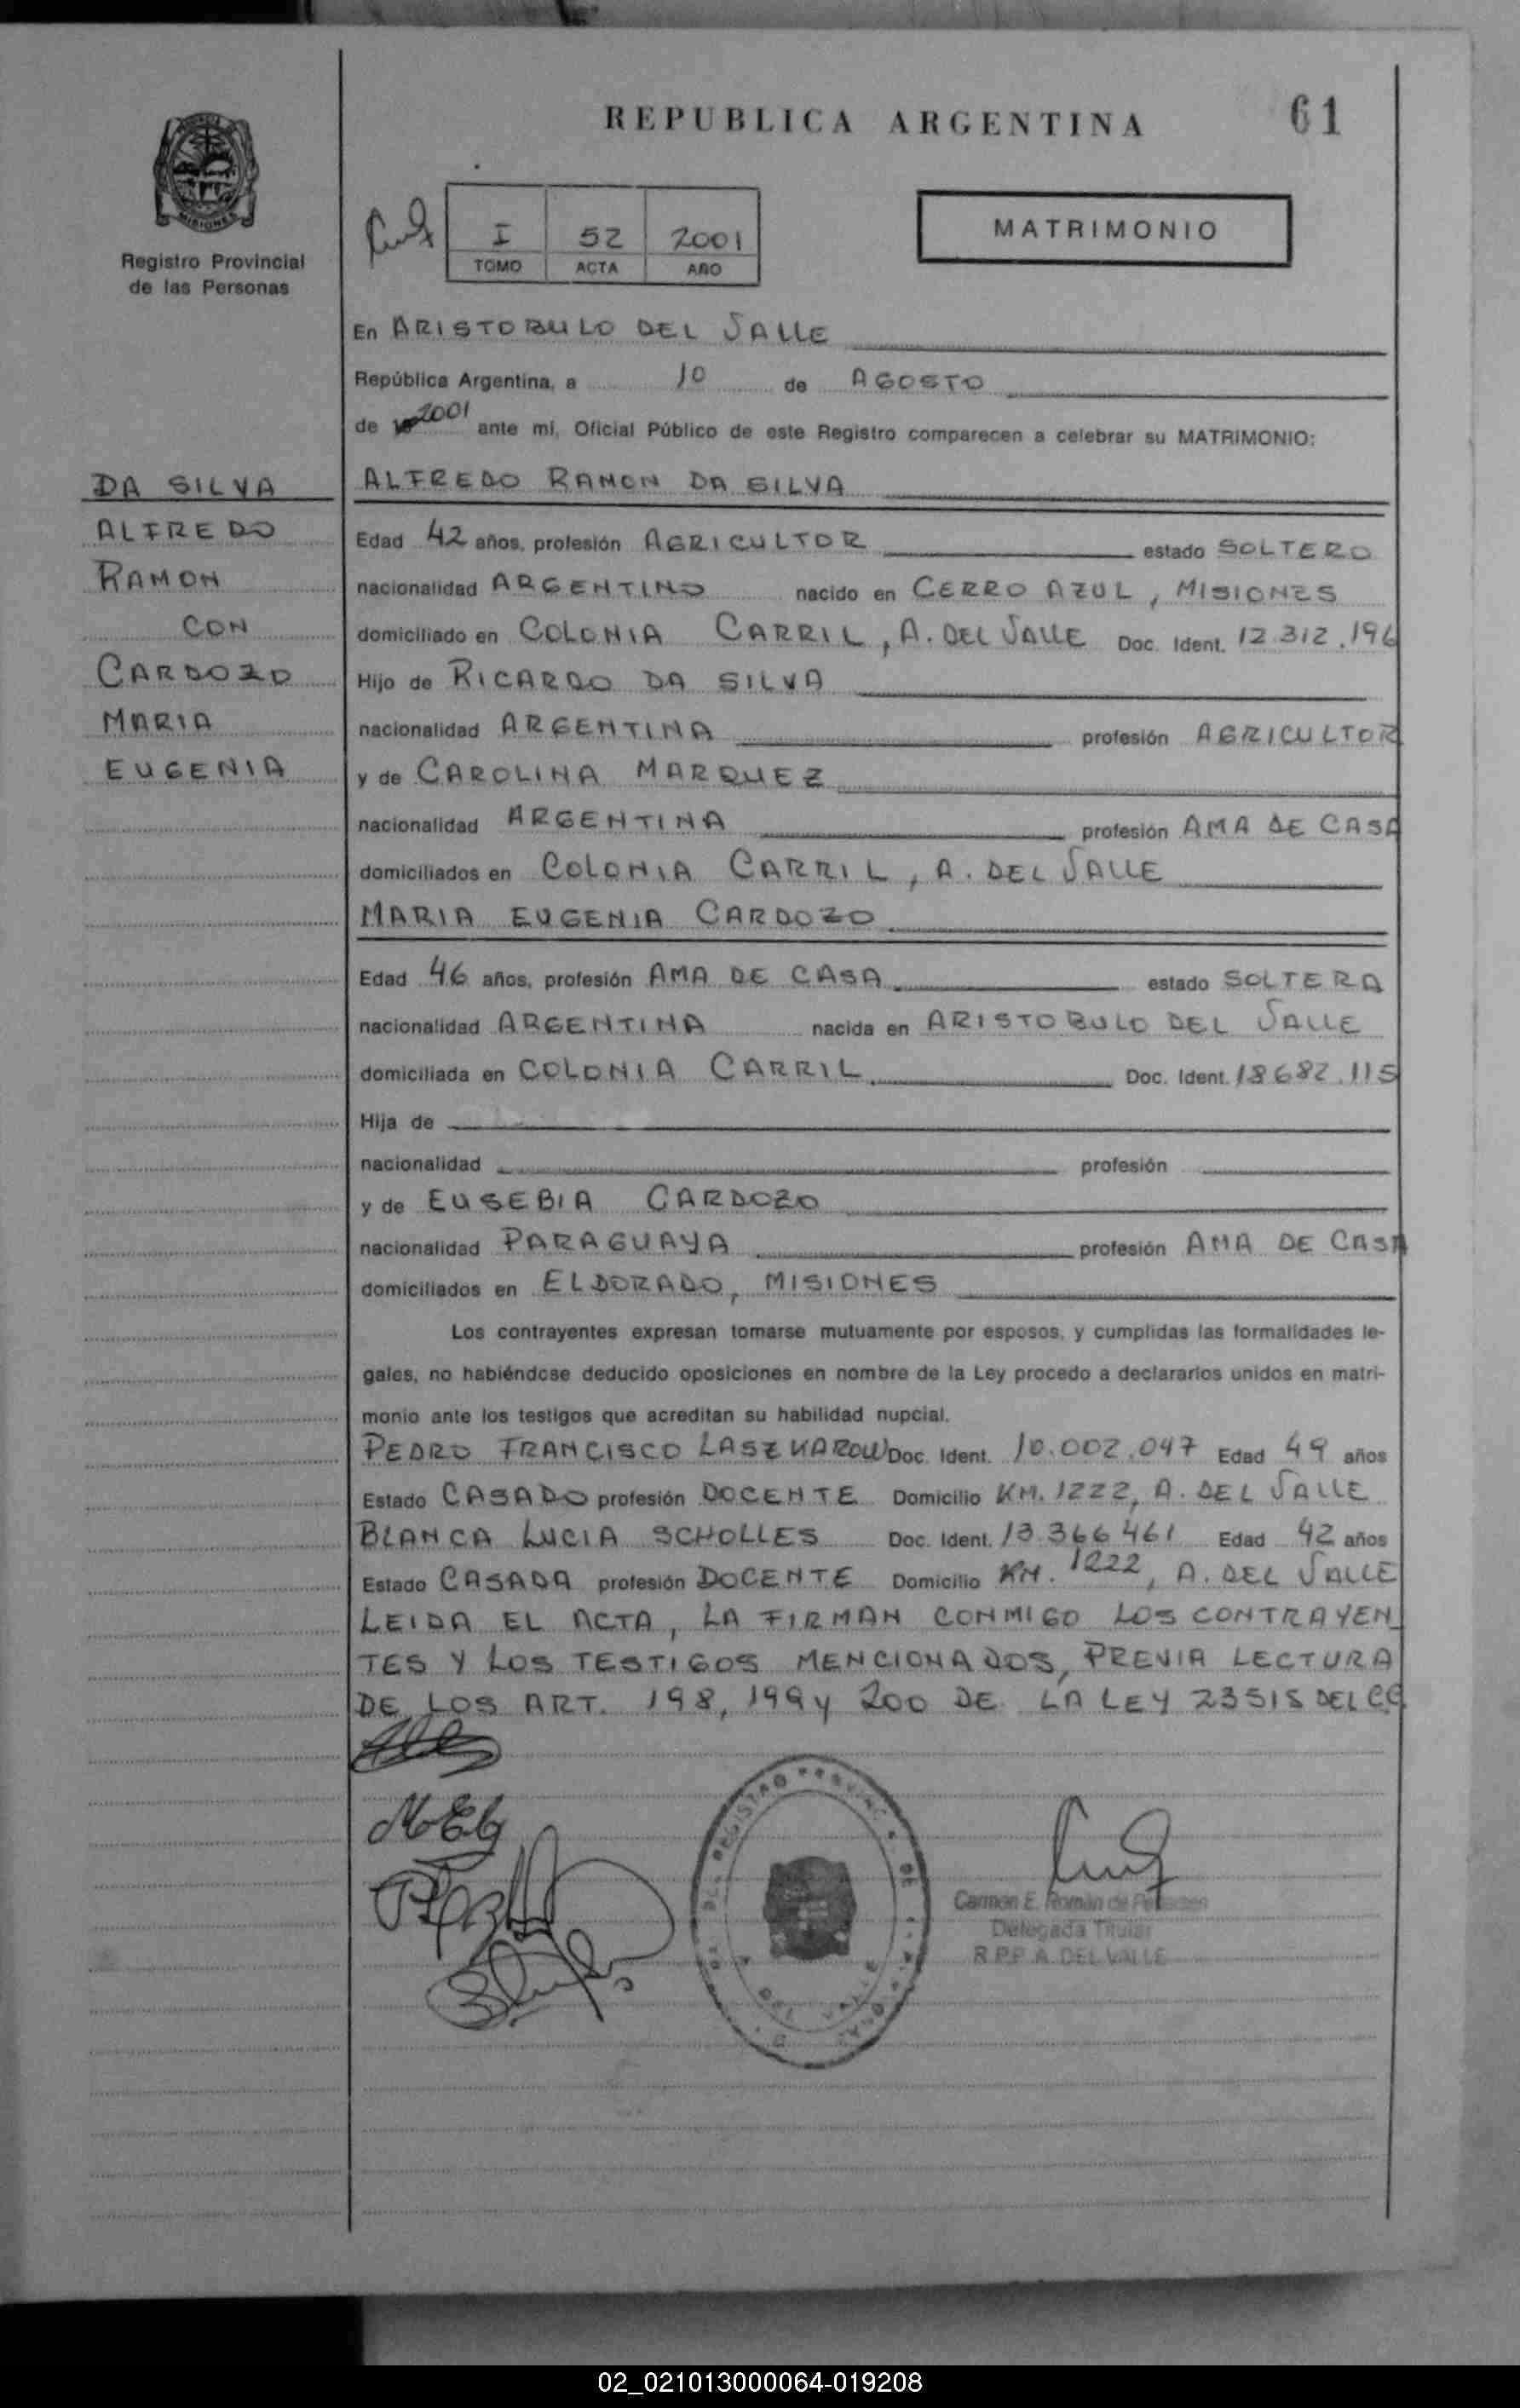 REPUBLICA ARGENTINA
61
MISIONES
Registro Provincial
de las Personas
I 52 2001
TOMO ACTA AÑO
MATRIMONIO
En ARISTOBULO DEL VALLE
República Argentina, a 10 de AGOSTO
de 2001 ante mí, Oficial Público de este Registro comparecen a celebrar su MATRIMONIO:
DA SILVA
ALFREDO
RAMON
CON
CARDOZO
MARIA
EUGENIA
ALFREDO RAMON DA SILVA
Edad 42 años, profesión AGRICULTOR estado SOLTERO
nacionalidad ARGENTINO nacido en CERRO AZUL, MISIONES
domiciliado en COLONIA CARRIL, A. DEL VALLE Doc. Ident. 12.312.196
Hijo de RICARDO DA SILVA
nacionalidad ARGENTINA profesión AGRICULTOR
y de CAROLINA MARQUEZ
nacionalidad ARGENTINA profesión AMA DE CASA
domiciliados en COLONIA CARRIL, A. DEL VALLE
MARIA EUGENIA CARDOZO
Edad 46 años, profesión AMA DE CASA estado SOLTERA
nacionalidad ARGENTINA nacida en ARISTOBULO DEL VALLE
domiciliada en COLONIA CARRIL Doc. Ident. 18682.115
Hija de
nacionalidad profesión
y de EUSEBIA CARDOZO
nacionalidad PARAGUAYA profesión AMA DE CASA
domiciliados en ELDORADO, MISIONES
Los contrayentes expresan tomarse mutuamente por esposos, y cumplidas las formalidades le-
gales, no habiéndose deducido oposiciones en nombre de la Ley procedo a declararlos unidos en matri-
monio ante los testigos que acreditan su habilidad nupcial.
PEDRO FRANCISCO LASZKAROW Doc. Ident. 10.002.047 Edad 49 años
Estado CASADO profesión DOCENTE Domicilio KM. 1222, A. DEL VALLE
BLANCA LUCIA SCHOLLES Doc. Ident. 13.366461 Edad 42 años
Estado CASADA profesión DOCENTE Domicilio KM. 1222, A. DEL VALLE
LEIDA EL ACTA, LA FIRMAN CONMIGO LOS CONTRAYEN
TES Y LOS TESTIGOS MENCIONADOS, PREVIA LECTURA
DE LOS ART. 198, 199 y 200 DE LA LEY 23515 DEL CC.
Carmen E. Román de
Delegada Titular
R.P.P. A. DEL VALLE
02_021013000064-019208